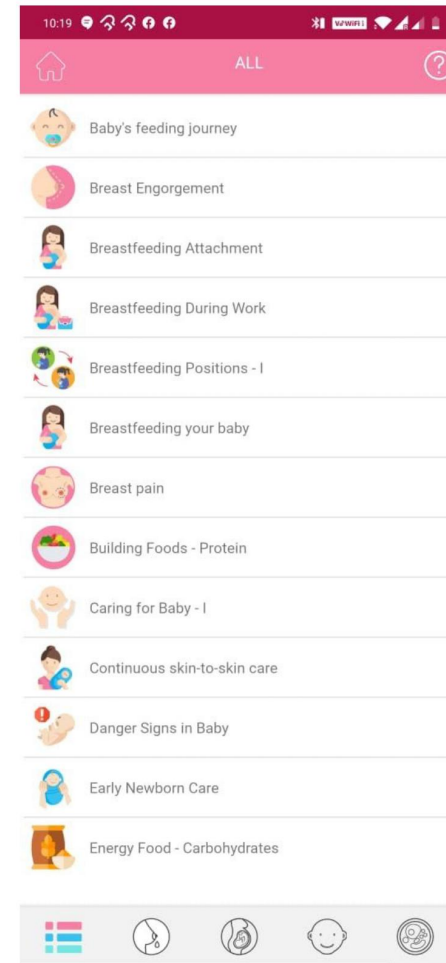 10:19
VoWiFi
ALL
?
Baby's feeding journey
Breast Engorgement
Breastfeeding Attachment
Breastfeeding During Work
Breastfeeding Positions - I
Breastfeeding your baby
Breast pain
Building Foods - Protein
Caring for Baby - I
Continuous skin-to-skin care
Danger Signs in Baby
Early Newborn Care
Energy Food - Carbohydrates